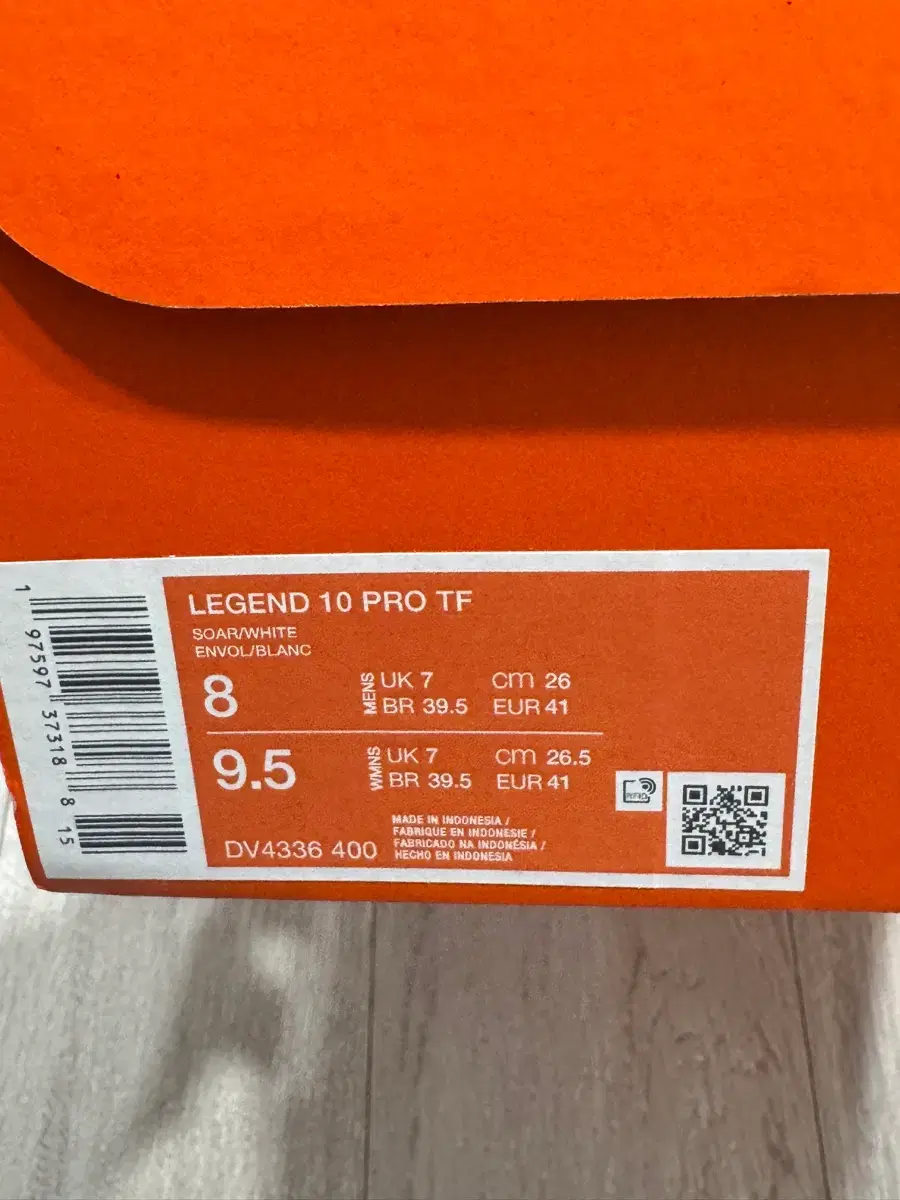 LEGEND 10 PRO TF
SOAR/WHITE
ENVOL/BLANC
8 MENS UK 7 cm 26
BR 39.5 EUR 41
9.5 WMNS UK 7 cm 26.5
BR 39.5 EUR 41
DV4336 400
MADE IN INDONESIA /
FABRIQUE EN INDONESIE /
FABRICADO NA INDONÉSIA /
HECHO EN INDONESIA
1 97597 37318 8 15